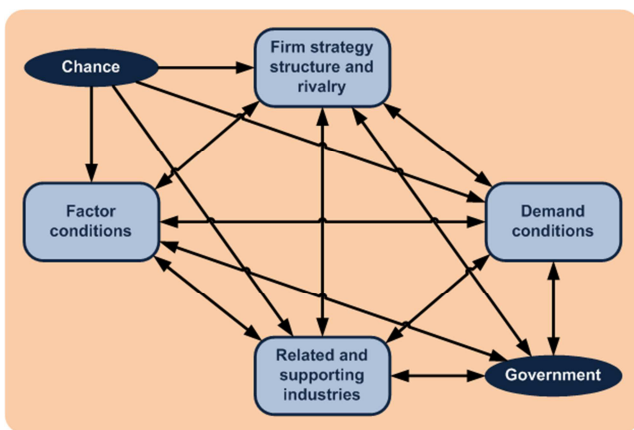 Chance
Firm strategy
structure and
rivalry
Factor
conditions
Demand
conditions
Related and
supporting
industries
Government